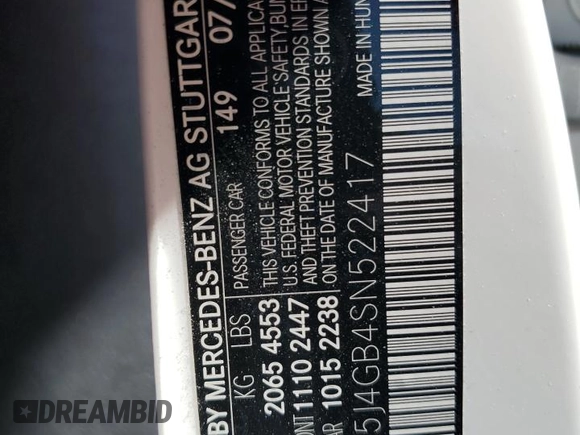 BY MERCEDES-BENZ AG STUTTGAR
149 07/
KG LBS PASSENGER CAR
2065 4553 THIS VEHICLE CONFORMS TO ALL APPLICA
U.S. FEDERAL MOTOR VEHICLE SAFETY, BUM
1110 2447 AND THEFT PREVENTION STANDARDS IN EF
1015 2238 ON THE DATE OF MANUFACTURE SHOWN A
MADE IN HUN
5J4GB4SN522417
DREAMBID